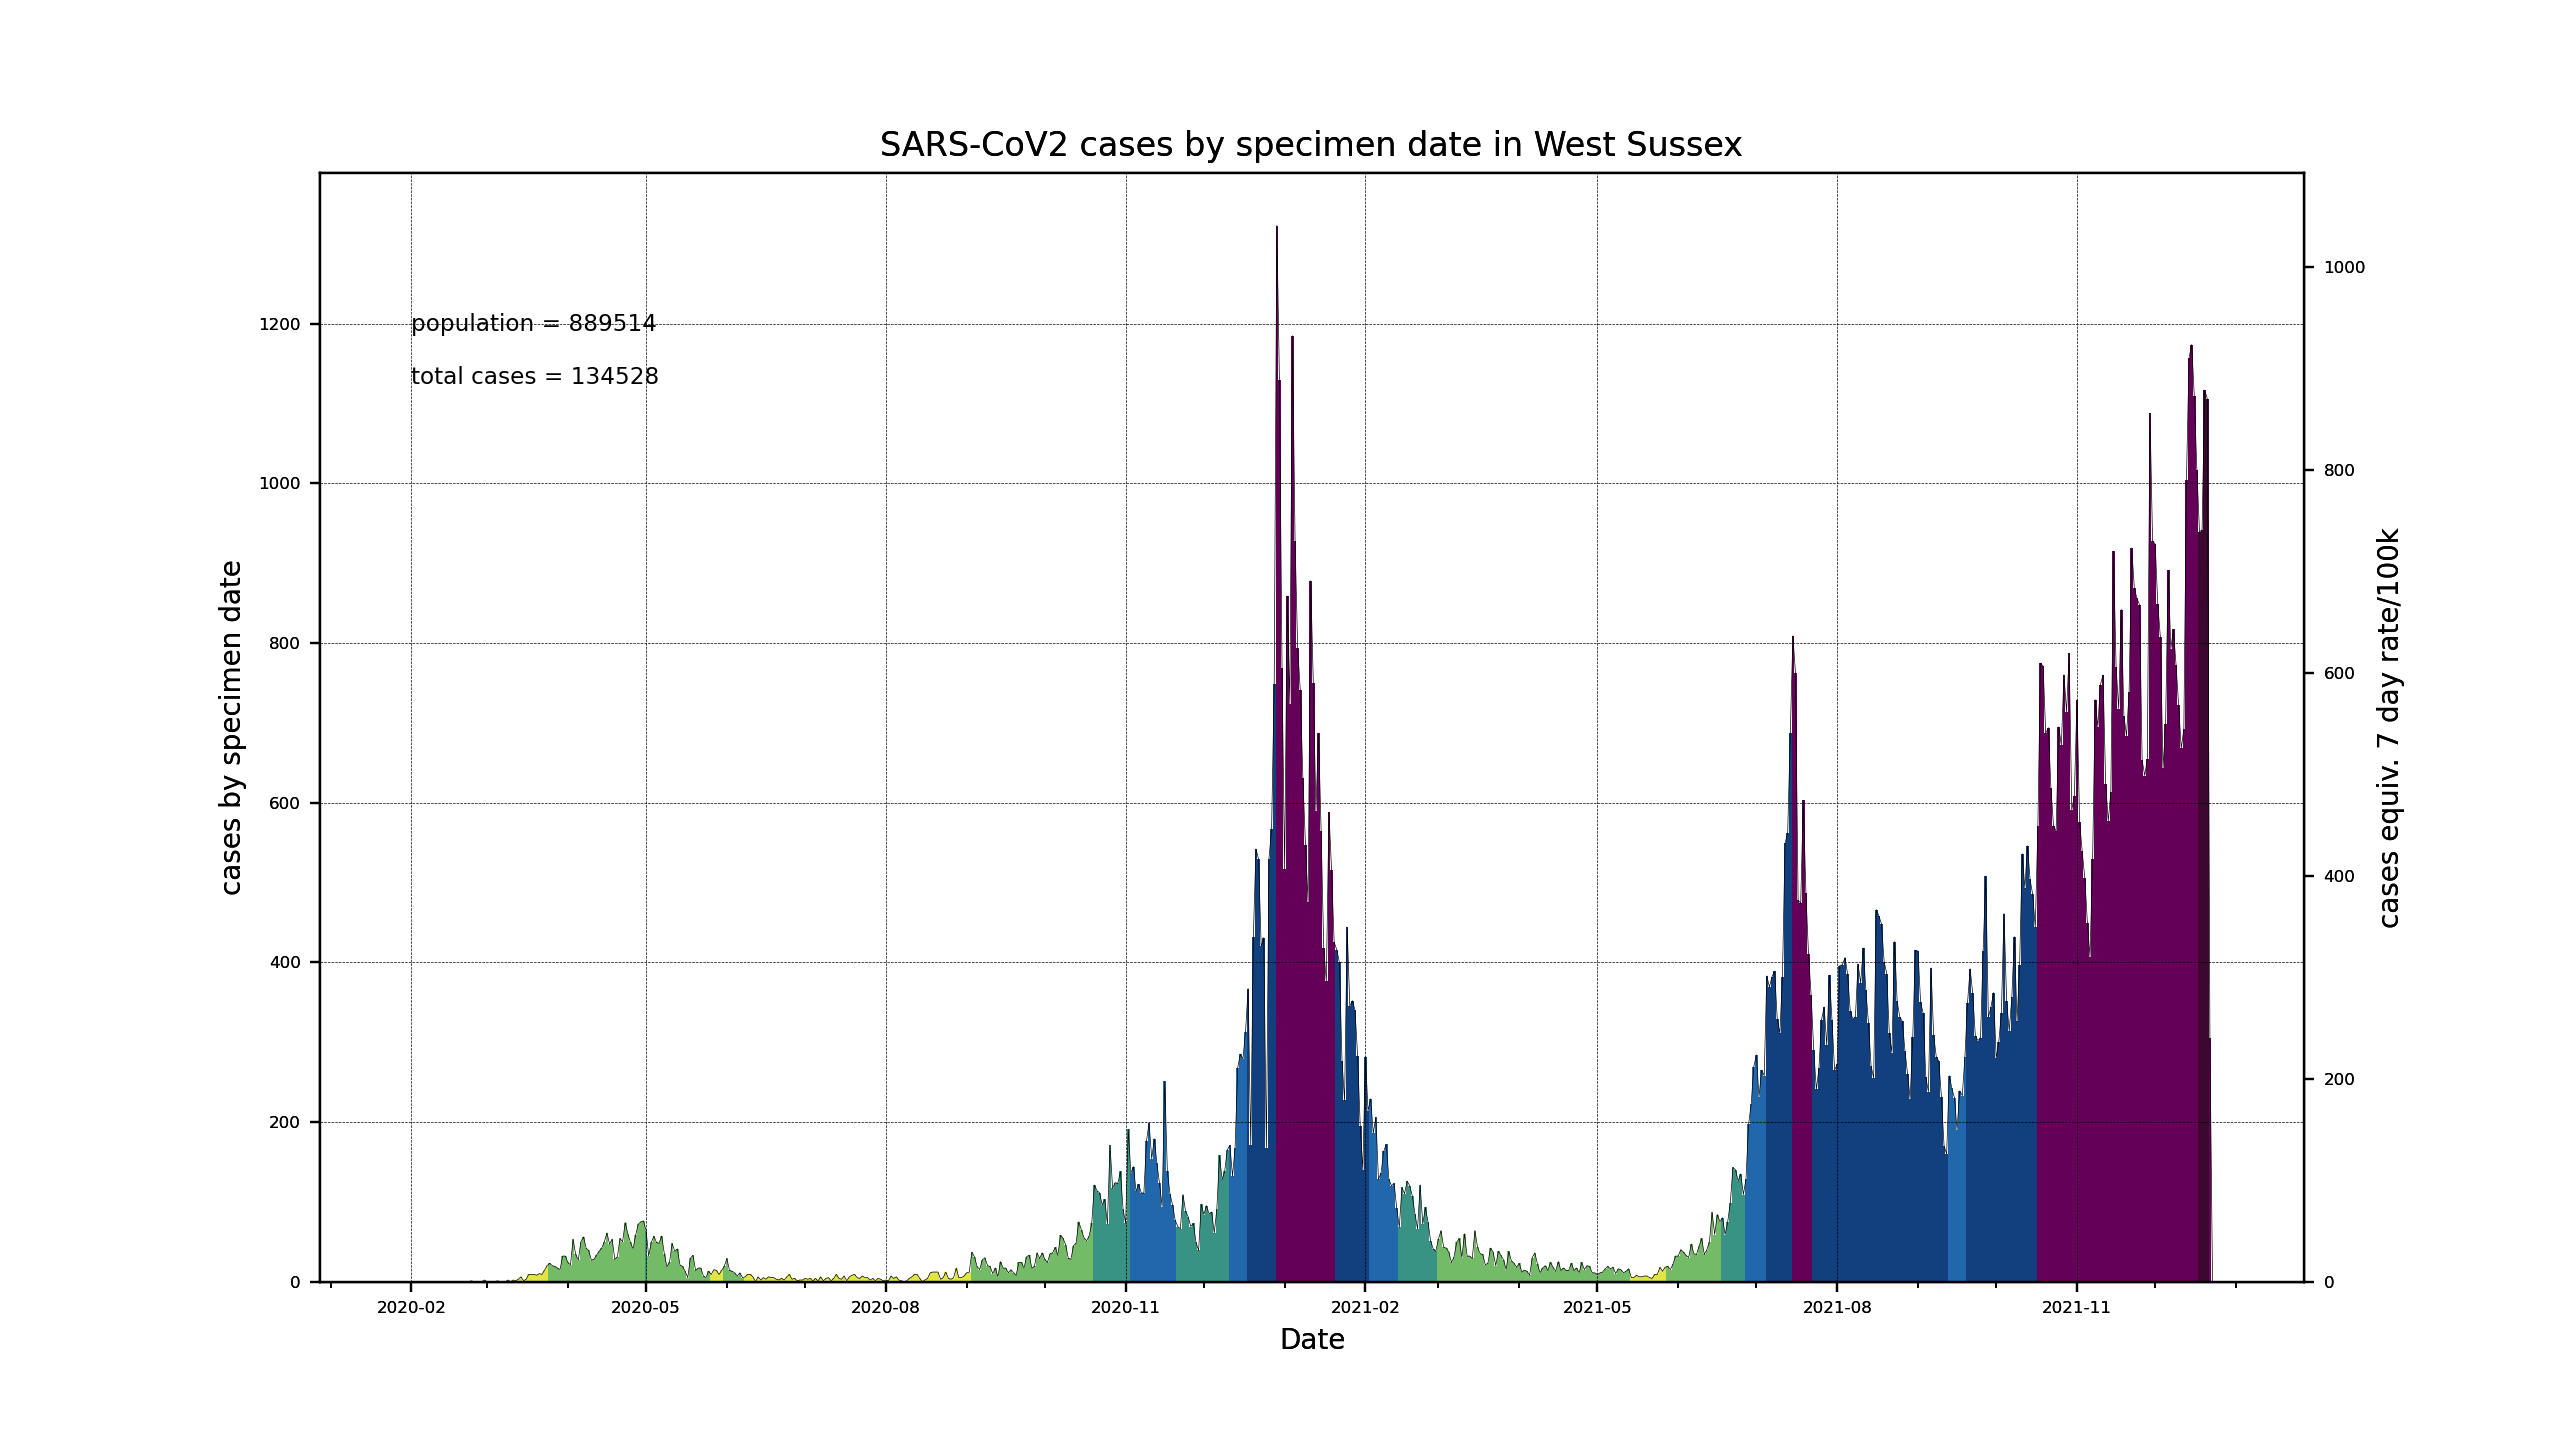 SARS-CoV2 cases by specimen date in West Sussex
population = 889514
total cases = 134528
cases by specimen date
1200
1000
800
600
400
200
0
cases equiv. 7 day rate/100k
1000
800
600
400
200
0
2020-02 2020-05 2020-08 2020-11 2021-02 2021-05 2021-08 2021-11
Date